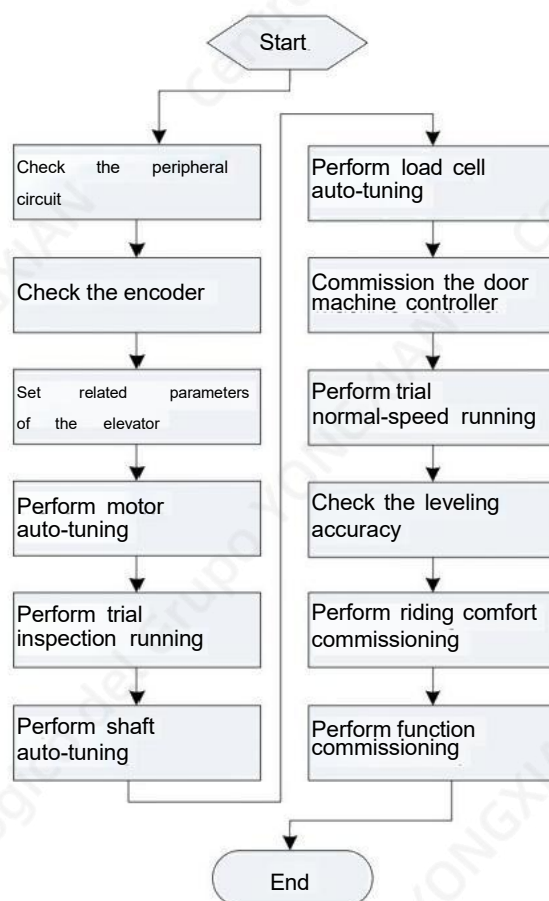 Start
Check the peripheral
circuit
Check the encoder
Set related parameters
of the elevator
Perform motor
auto-tuning
Perform trial
inspection running
Perform shaft
auto-tuning
Perform load cell
auto-tuning
Commission the door
machine controller
Perform trial
normal-speed running
Check the leveling
accuracy
Perform riding comfort
commissioning
Perform function
commissioning
End